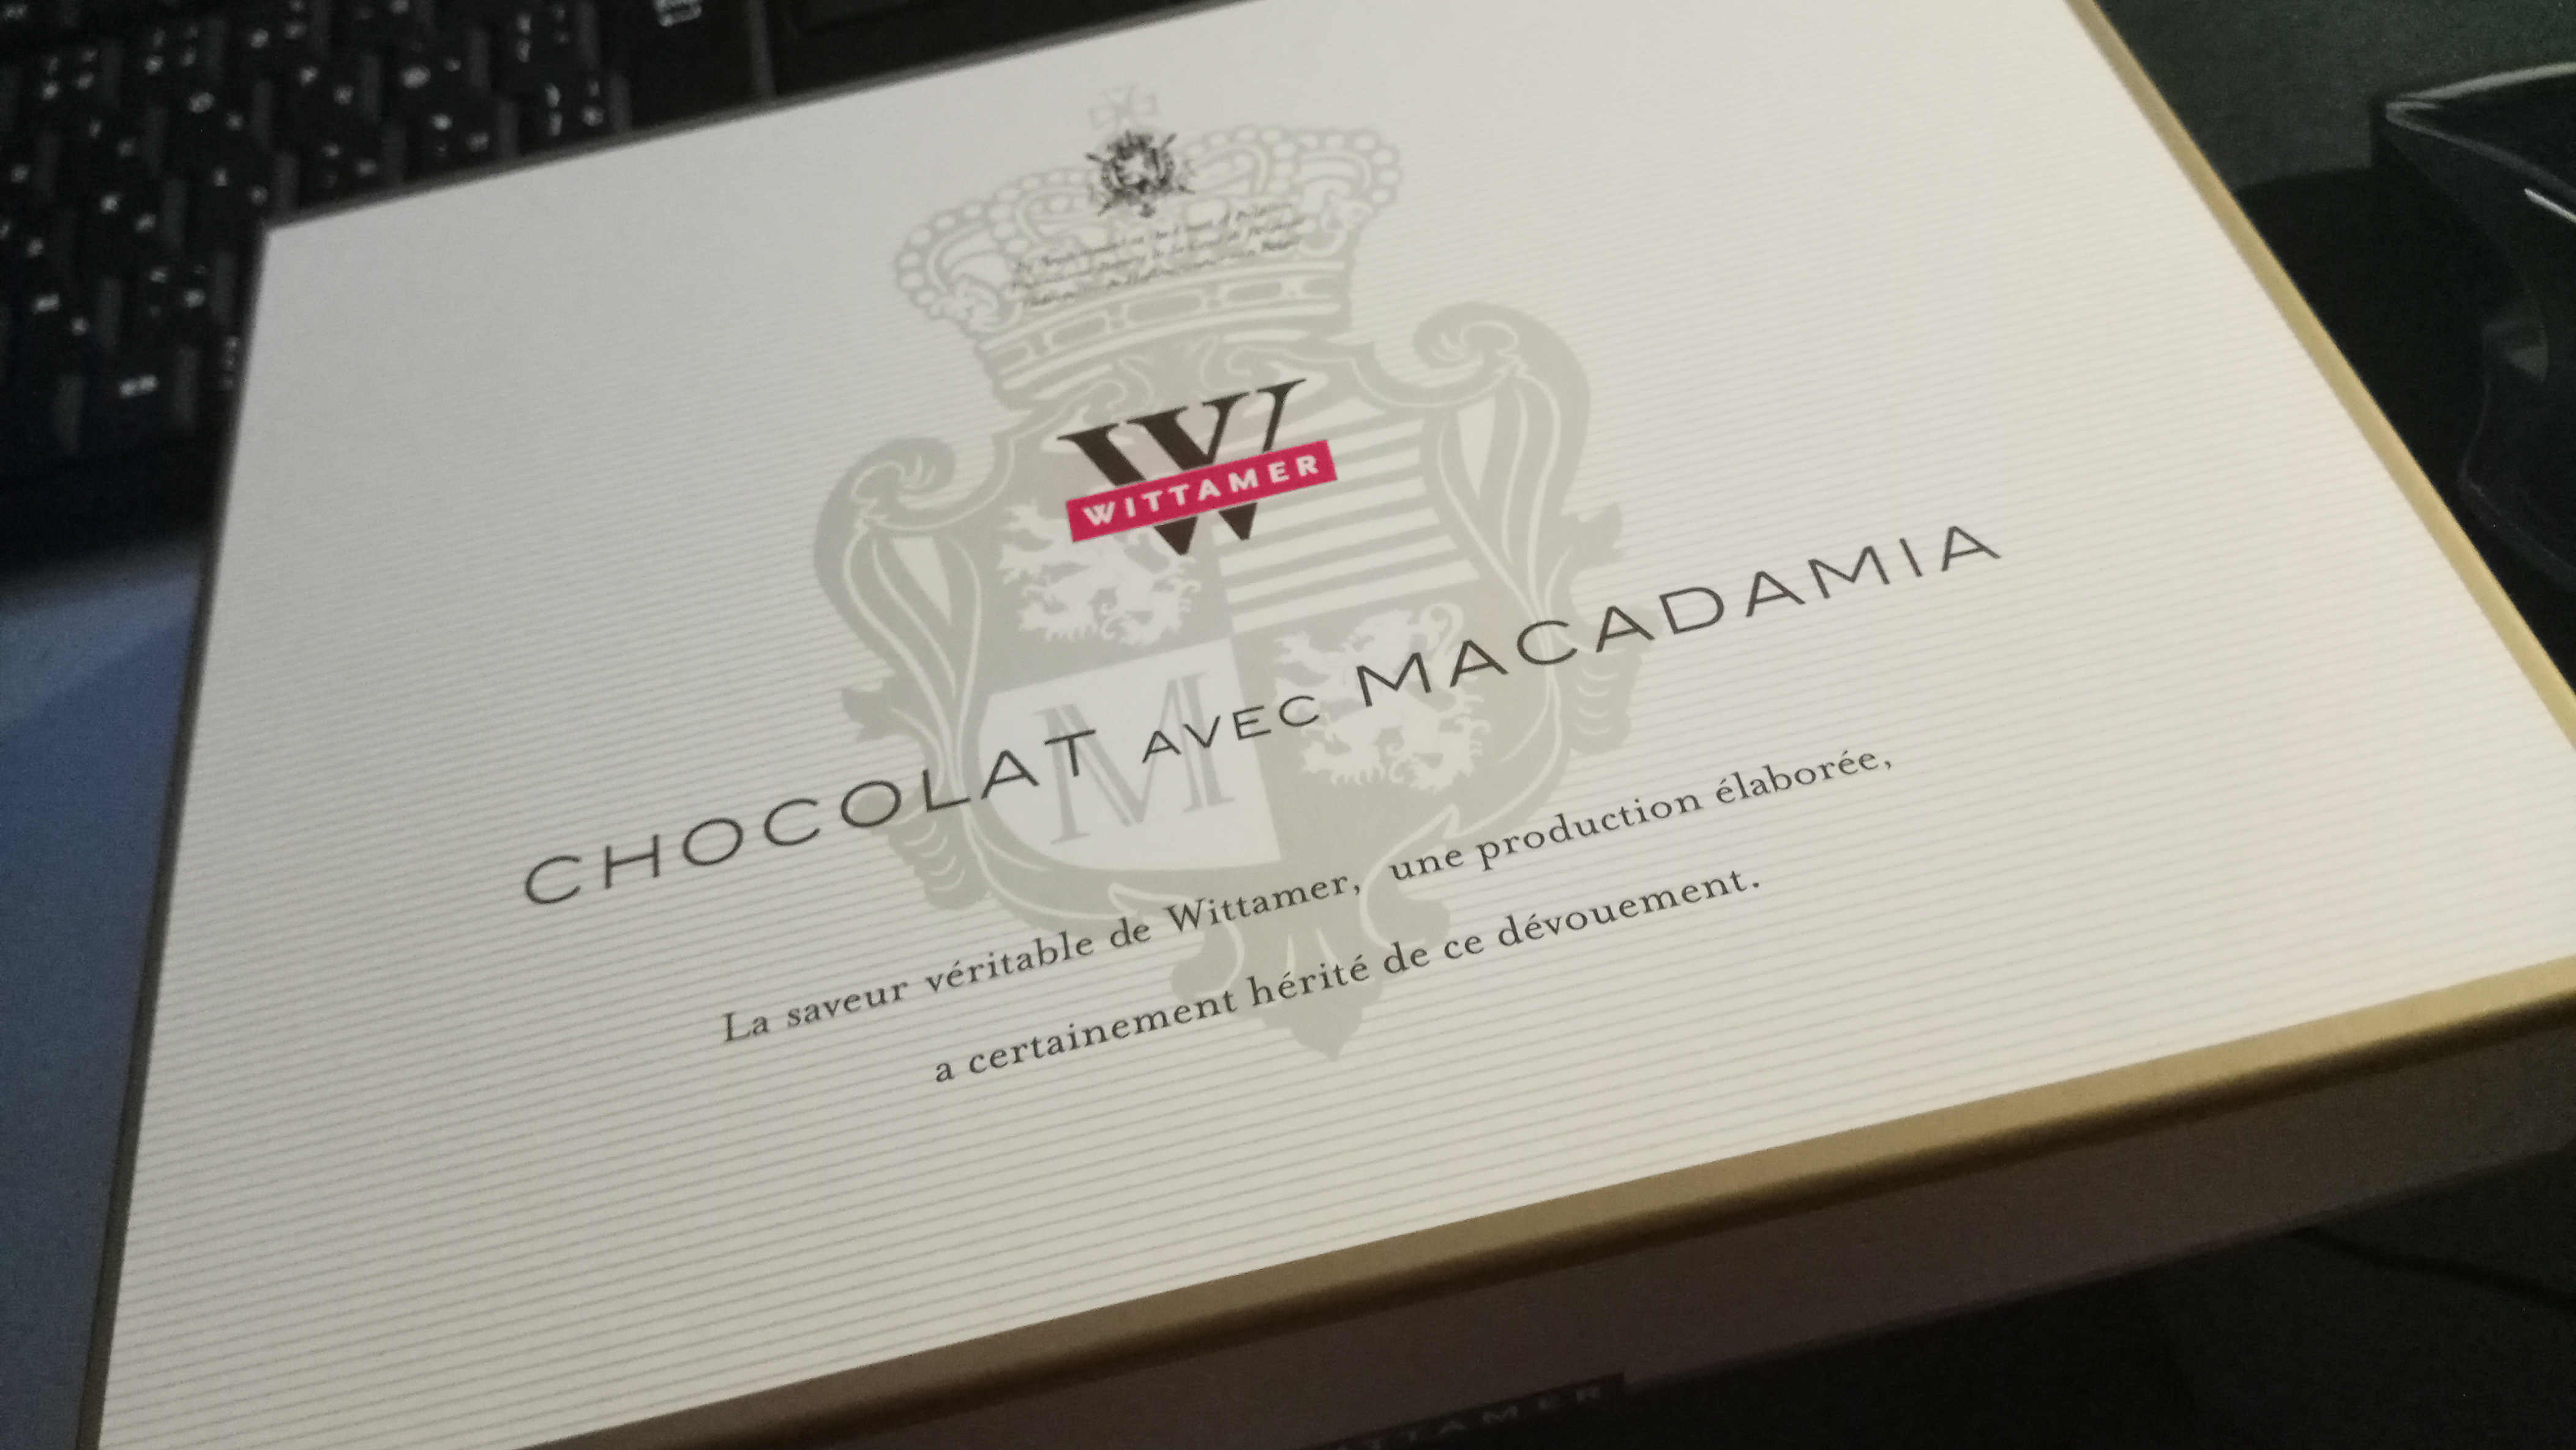 W
WITTAMER
CHOCOLAT AVEC MACADAMIA
M
La saveur véritable de Wittamer, une production élaborée,
a certainement hérité de ce dévouement.